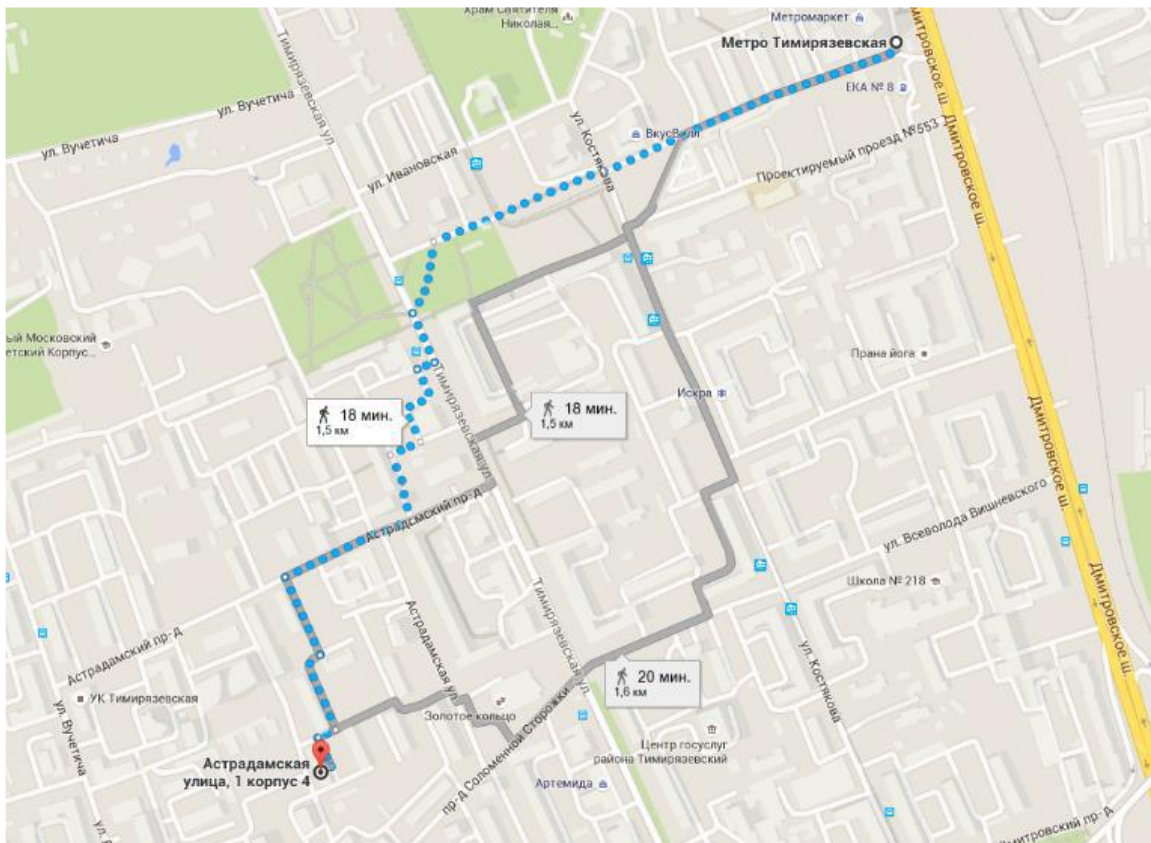 Храм Святителя
Николая...
Метромаркет
Метро Тимирязевская
ЕКА № 8
Дмитровское ш.
Тимирязевская ул.
ул. Вучетича
ул. Вучетича
ул. Костякова
ВкусВилл
ул. Ивановская
Проектируемый проезд №553
Дмитровское ш.
ый Московский
етский Корпус...
Прана йога
Искра
18 мин.
1,5 км
18 мин.
1,5 км
Тимирязевская ул.
Дмитровское ш.
Астрадамский пр-д
ул. Всеволода Вишневского
Школа № 218
Тимирязевская ул.
Астрадамская ул.
Астрадамский пр-д
Дмитровское ш.
20 мин.
1,6 км
УК Тимирязевская
ул. Костякова
ул. Вучетича
Золотое кольцо
пр-д Соломенной Сторожки
Центр госуслуг
района Тимирязевский
Астрадамская
улица, 1 корпус 4
Артемида